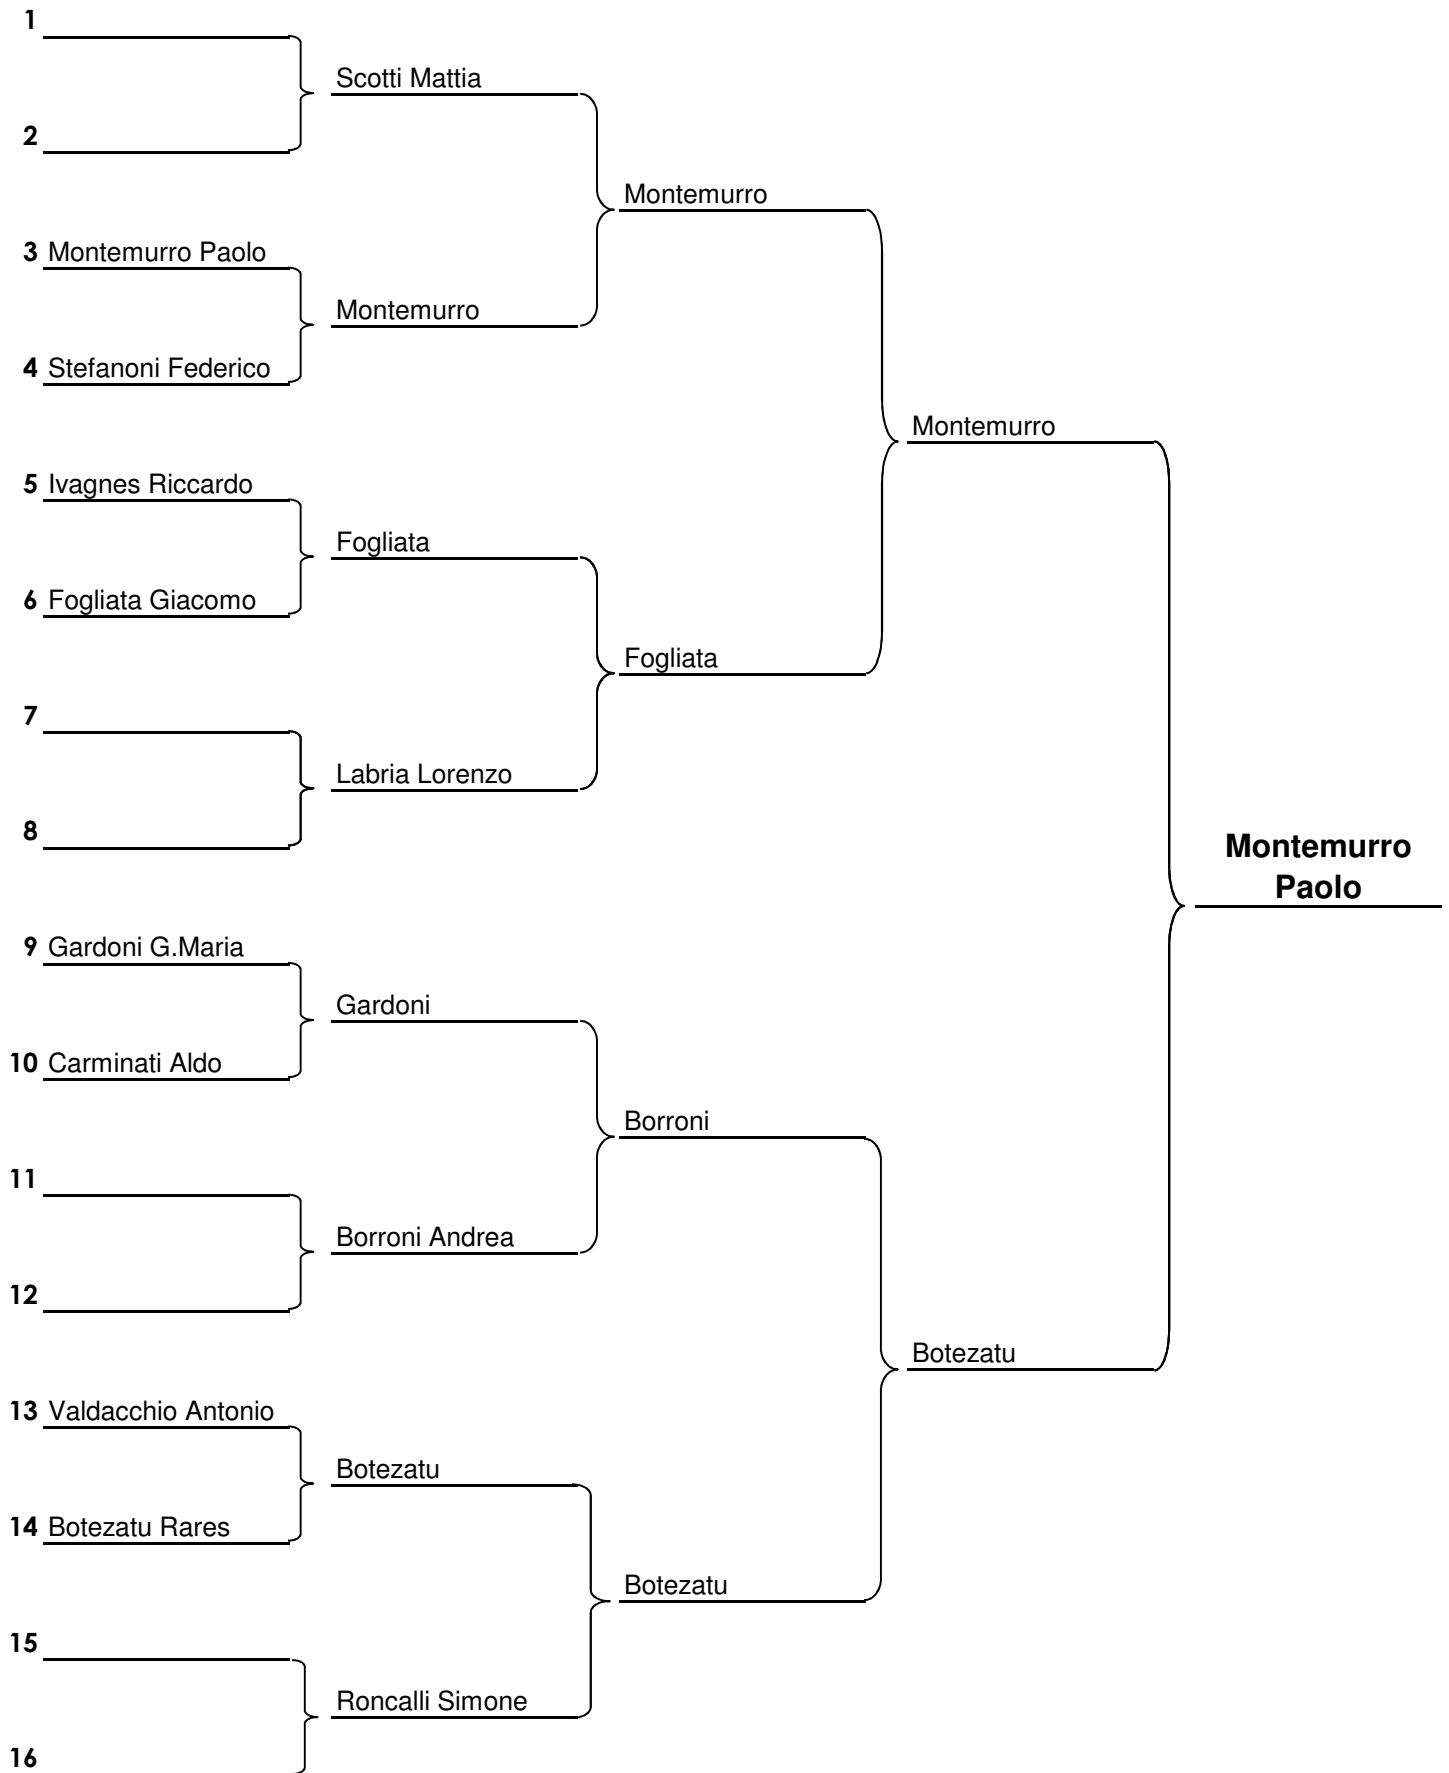 1
Scotti Mattia
2
Montemurro
3 Montemurro Paolo
Montemurro
4 Stefanoni Federico
Montemurro
5 Ivagnes Riccardo
Fogliata
6 Fogliata Giacomo
Fogliata
7
Labria Lorenzo
8
Montemurro
Paolo
9 Gardoni G.Maria
Gardoni
10 Carminati Aldo
Borroni
11
Borroni Andrea
12
Botezatu
13 Valdacchio Antonio
Botezatu
14 Botezatu Rares
Botezatu
15
Roncalli Simone
16